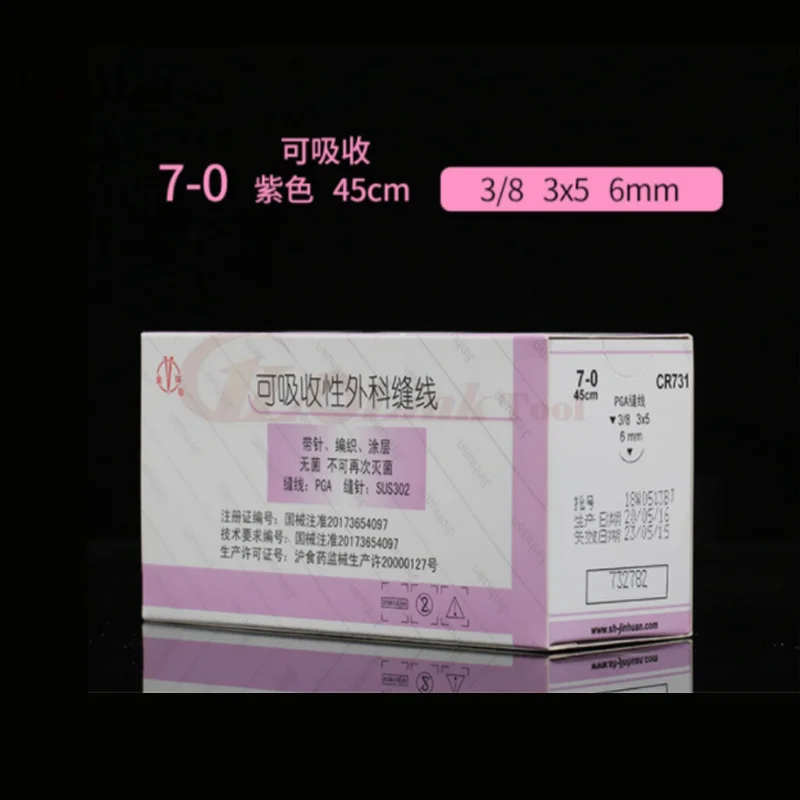 可吸收
7-0 紫色 45cm
3/8 3x5 6mm
可吸收性外科缝线
带针、编织、涂层
无菌 不可再次灭菌
缝线：PGA 缝针：SUS302
注册证编号：国械注准20173654097
技术要求编号：国械注准20173654097
生产许可证号：沪食药监械生产许20000127号
7-0
45cm
CR731
PGA缝线
▼3/8 3x5
6mm
批号 18W0513BJ
生产日期 20/05/16
失效日期 23/05/15
732782
www.sh-jinhuan.com
Tool